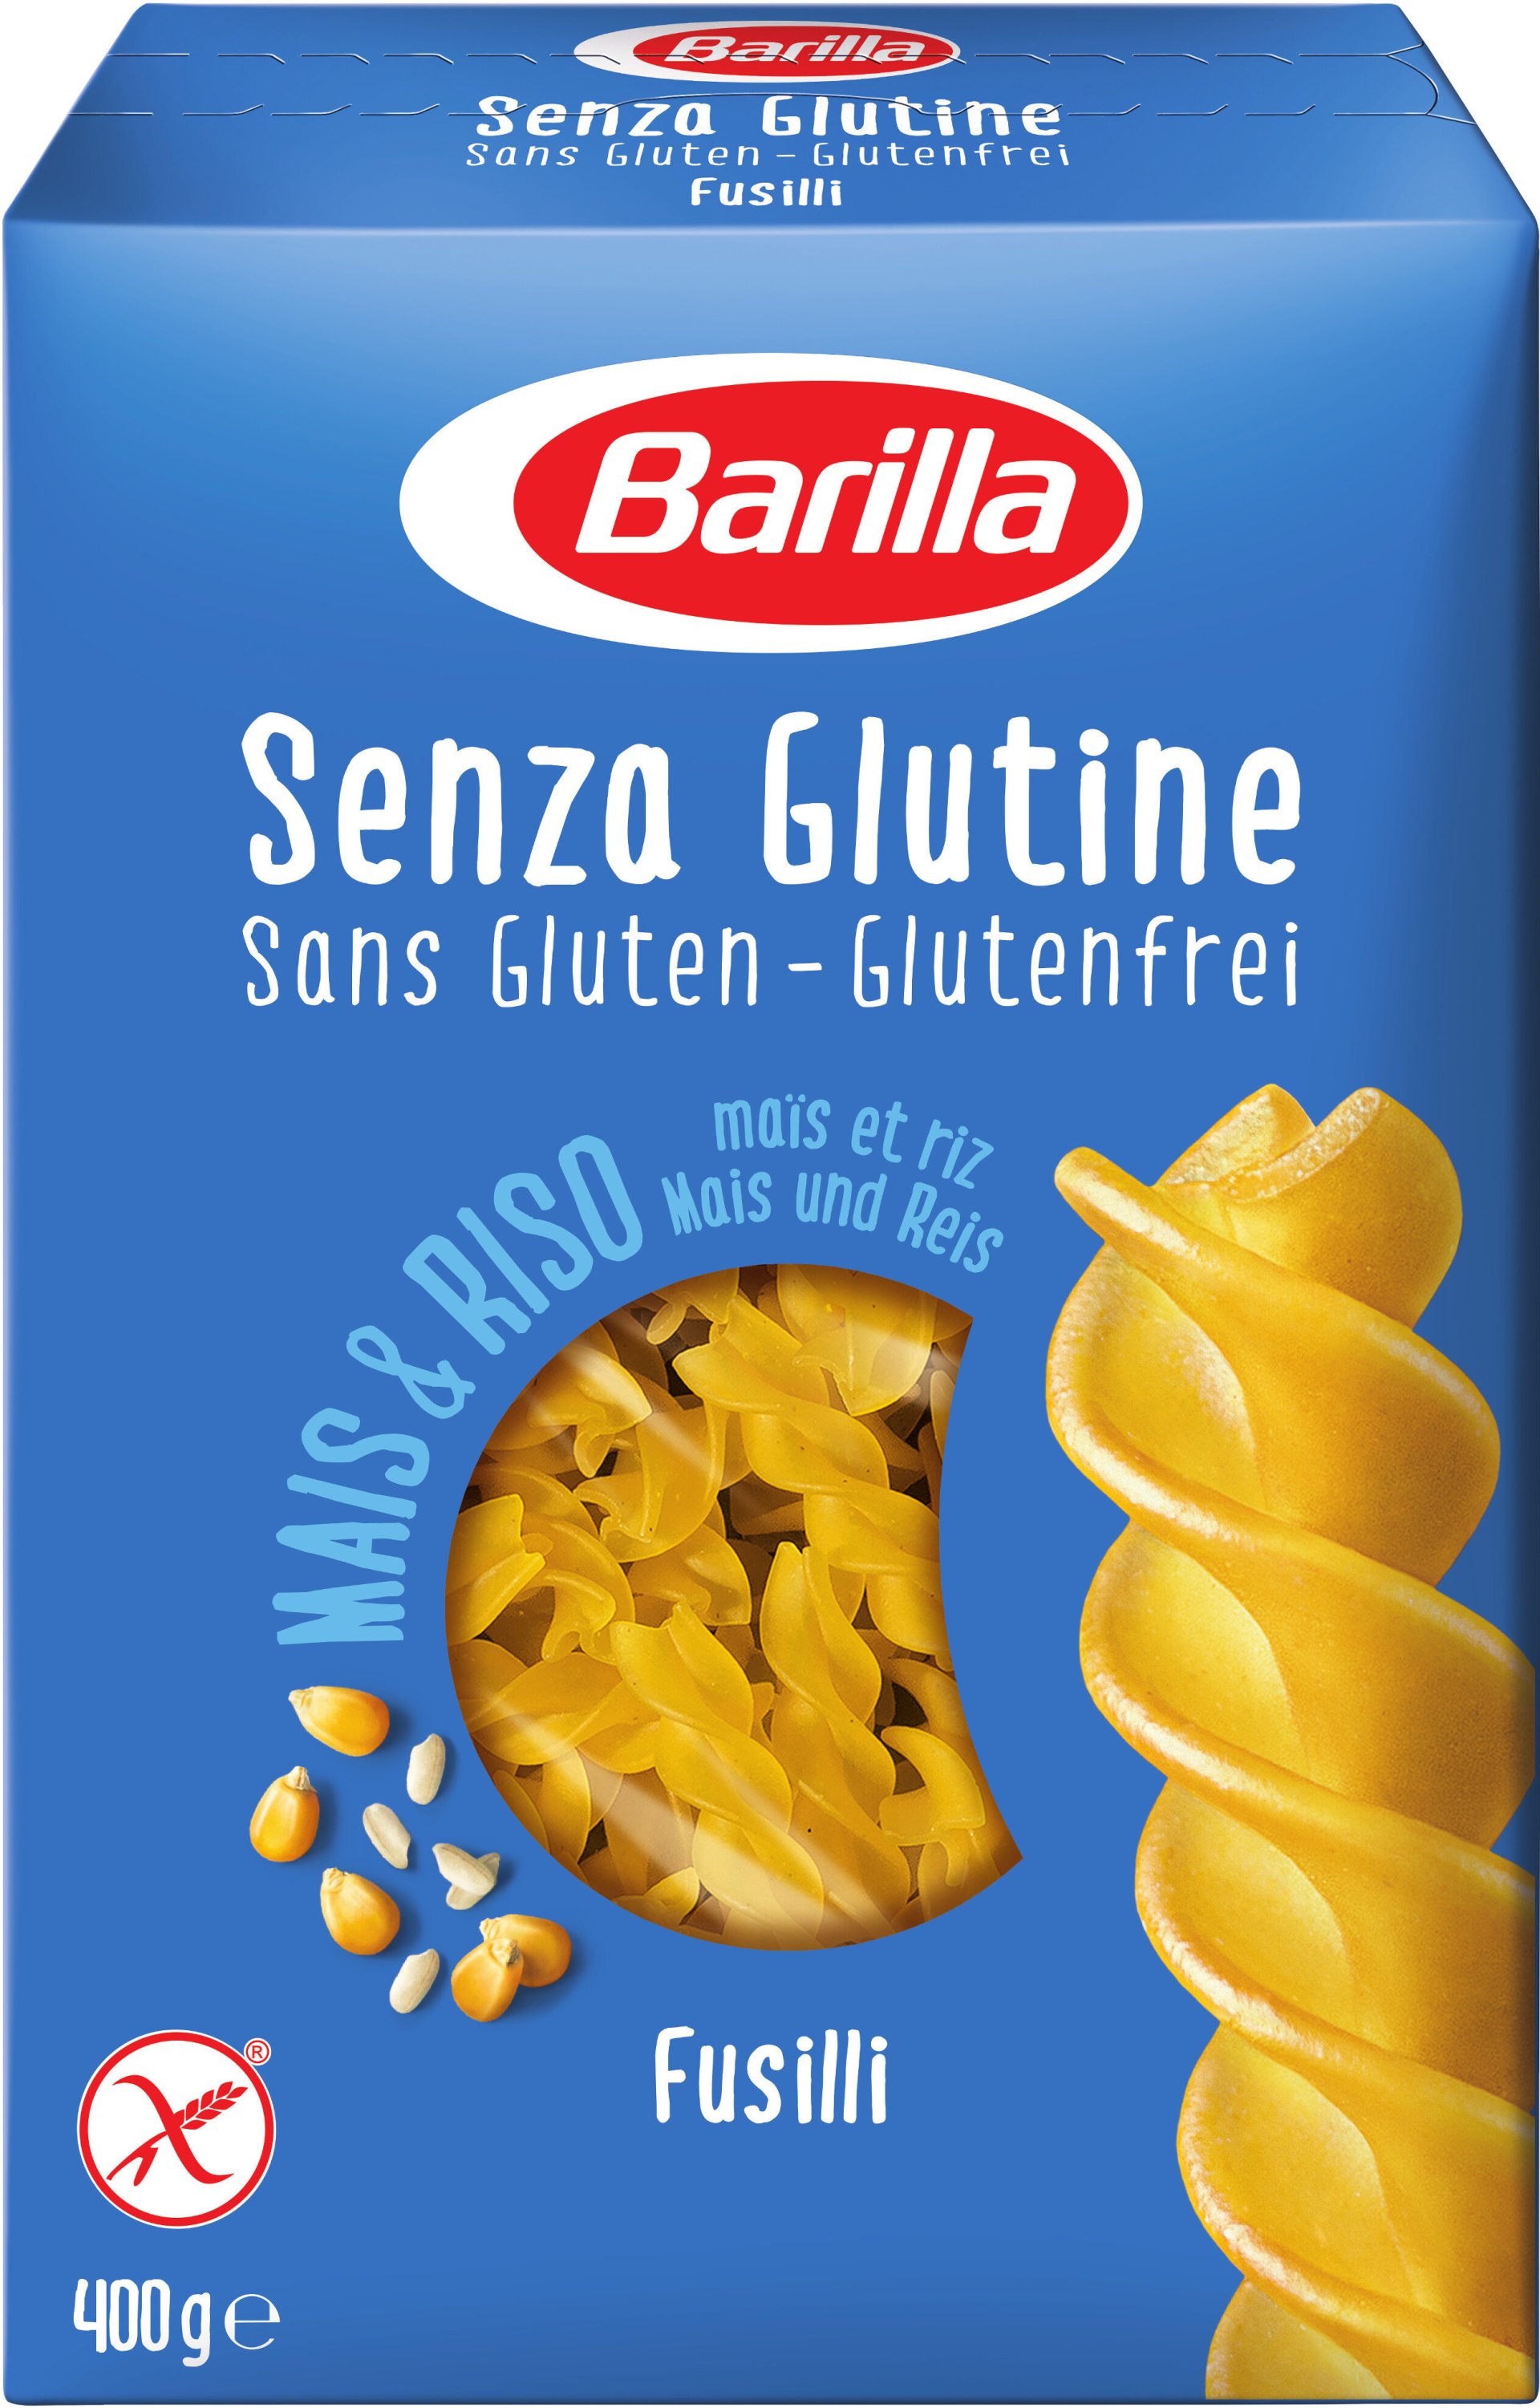 Barilla
Senza Glutine
Sans Gluten - Glutenfrei
Fusilli
Barilla
Senza Glutine
Sans Gluten - Glutenfrei
MAIS & RISO
maïs et riz
Mais und Reis
Fusilli
®
400g e